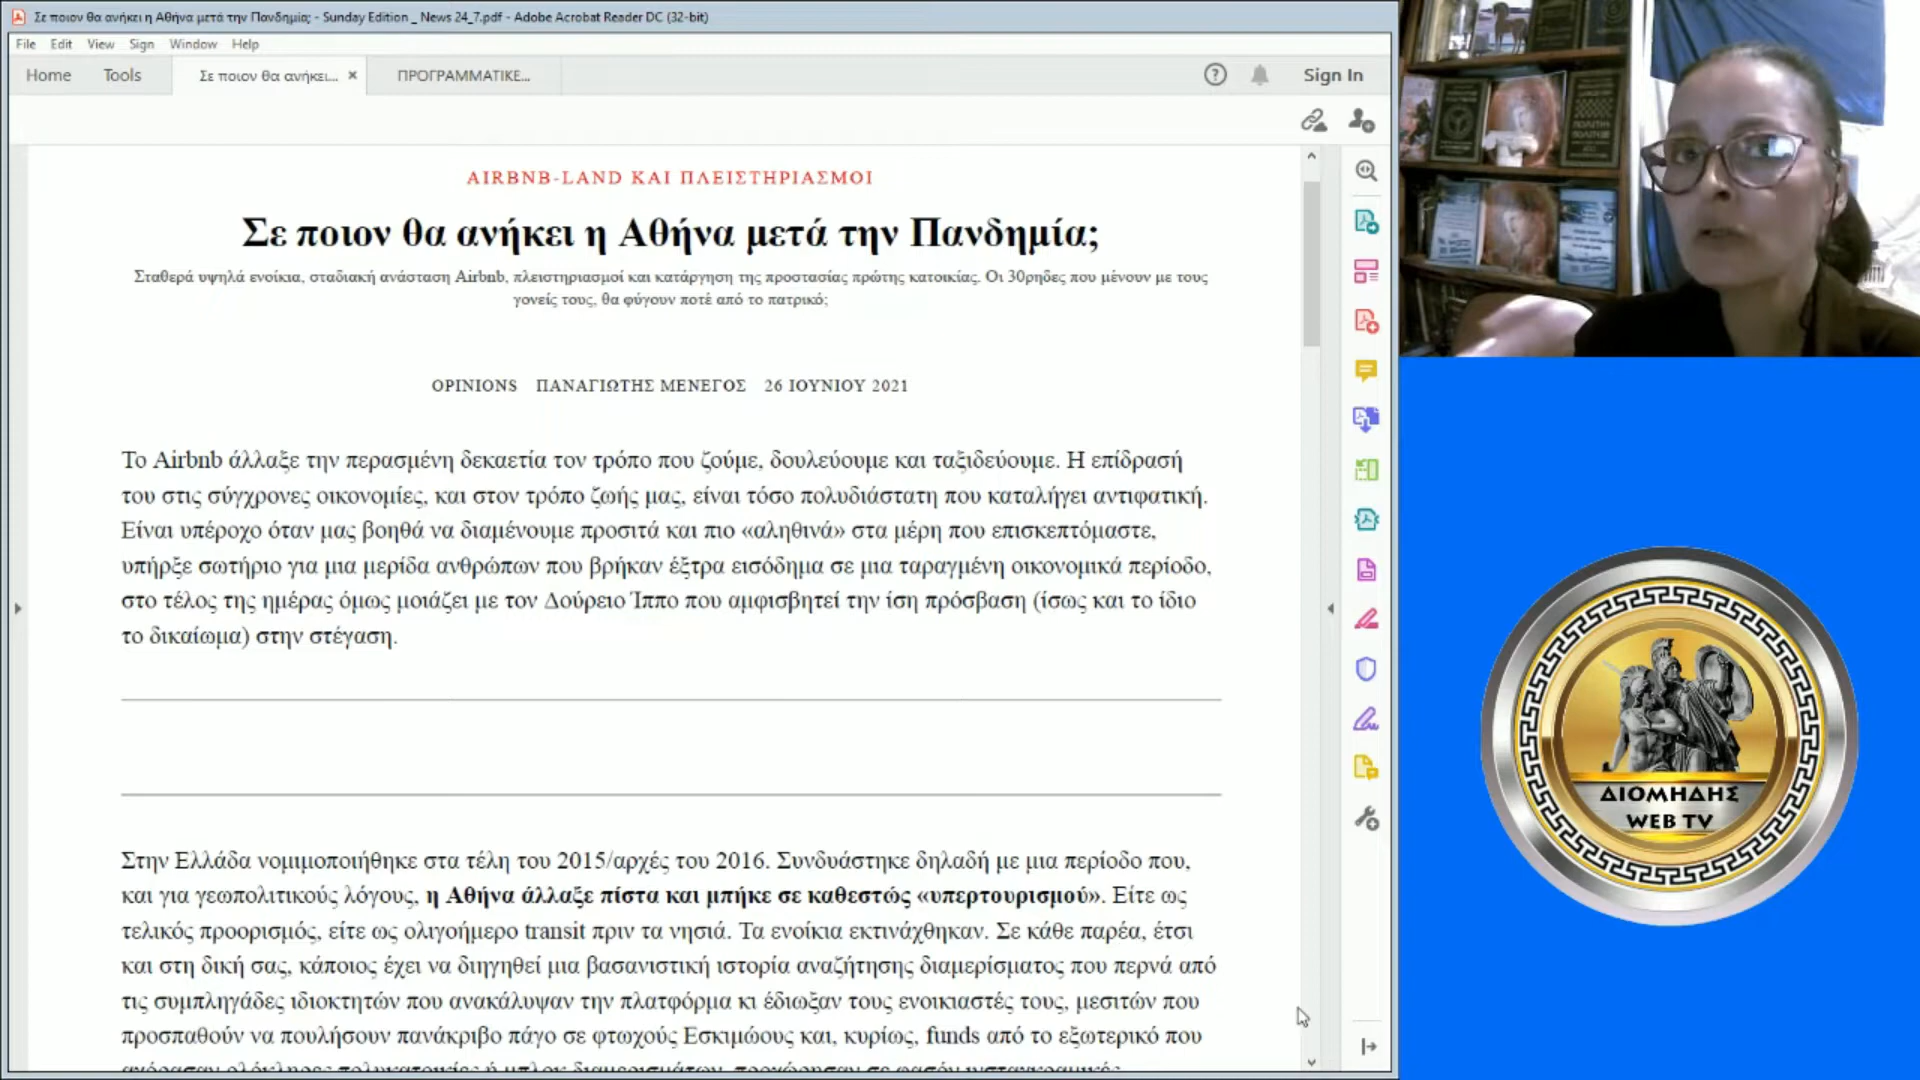 Σε ποιον θα ανήκει η Αθήνα μετά την Πανδημία; - Sunday Edition _ News 24_7.pdf - Adobe Acrobat Reader DC (32-bit)
File Edit View Sign Window Help
Home Tools Σε ποιον θα ανήκει... ΠΡΟΓΡΑΜΜΑΤΙΚΕ... Sign In
AIRBNB-LAND ΚΑΙ ΠΛΕΙΣΤΗΡΙΑΣΜΟΙ
Σε ποιον θα ανήκει η Αθήνα μετά την Πανδημία;
Σταθερά υψηλά ενοίκια, σταδιακή ανάσταση Airbnb, πλειστηριασμοί και κατάργηση της προστασίας πρώτης κατοικίας. Οι 30ρηδες που μένουν με τους
γονείς τους, θα φύγουν ποτέ από το πατρικό;
OPINIONS ΠΑΝΑΓΙΩΤΗΣ ΜΕΝΕΓΟΣ 26 ΙΟΥΝΙΟΥ 2021
Το Airbnb άλλαξε την περασμένη δεκαετία τον τρόπο που ζούμε, δουλεύουμε και ταξιδεύουμε. Η επίδρασή
του στις σύγχρονες οικονομίες, και στον τρόπο ζωής μας, είναι τόσο πολυδιάστατη που καταλήγει αντιφατική.
Είναι υπέροχο όταν μας βοηθά να διαμένουμε προσιτά και πιο «αληθινά» στα μέρη που επισκεπτόμαστε,
υπήρξε σωτήριο για μια μερίδα ανθρώπων που βρήκαν έξτρα εισόδημα σε μια ταραγμένη οικονομικά περίοδο,
στο τέλος της ημέρας όμως μοιάζει με τον Δούρειο Ίππο που αμφισβητεί την ίση πρόσβαση (ίσως και το ίδιο
το δικαίωμα) στην στέγαση.
Στην Ελλάδα νομιμοποιήθηκε στα τέλη του 2015/αρχές του 2016. Συνδυάστηκε δηλαδή με μια περίοδο που,
και για γεωπολιτικούς λόγους, η Αθήνα άλλαξε πίστα και μπήκε σε καθεστώς «υπερτουρισμού». Είτε ως
τελικός προορισμός, είτε ως ολιγοήμερο transit πριν τα νησιά. Τα ενοίκια εκτινάχθηκαν. Σε κάθε παρέα, έτσι
και στη δική σας, κάποιος έχει να διηγηθεί μια βασανιστική ιστορία αναζήτησης διαμερίσματος που περνά από
τις συμπληγάδες ιδιοκτητών που ανακάλυψαν την πλατφόρμα κι έδιωξαν τους ενοικιαστές τους, μεσιτών που
προσπαθούν να πουλήσουν πανάκριβο πάγο σε φτωχούς Εσκιμώους και, κυρίως, funds από το εξωτερικό που
ΔΙΟΜΗΔΗΣ
WEB TV